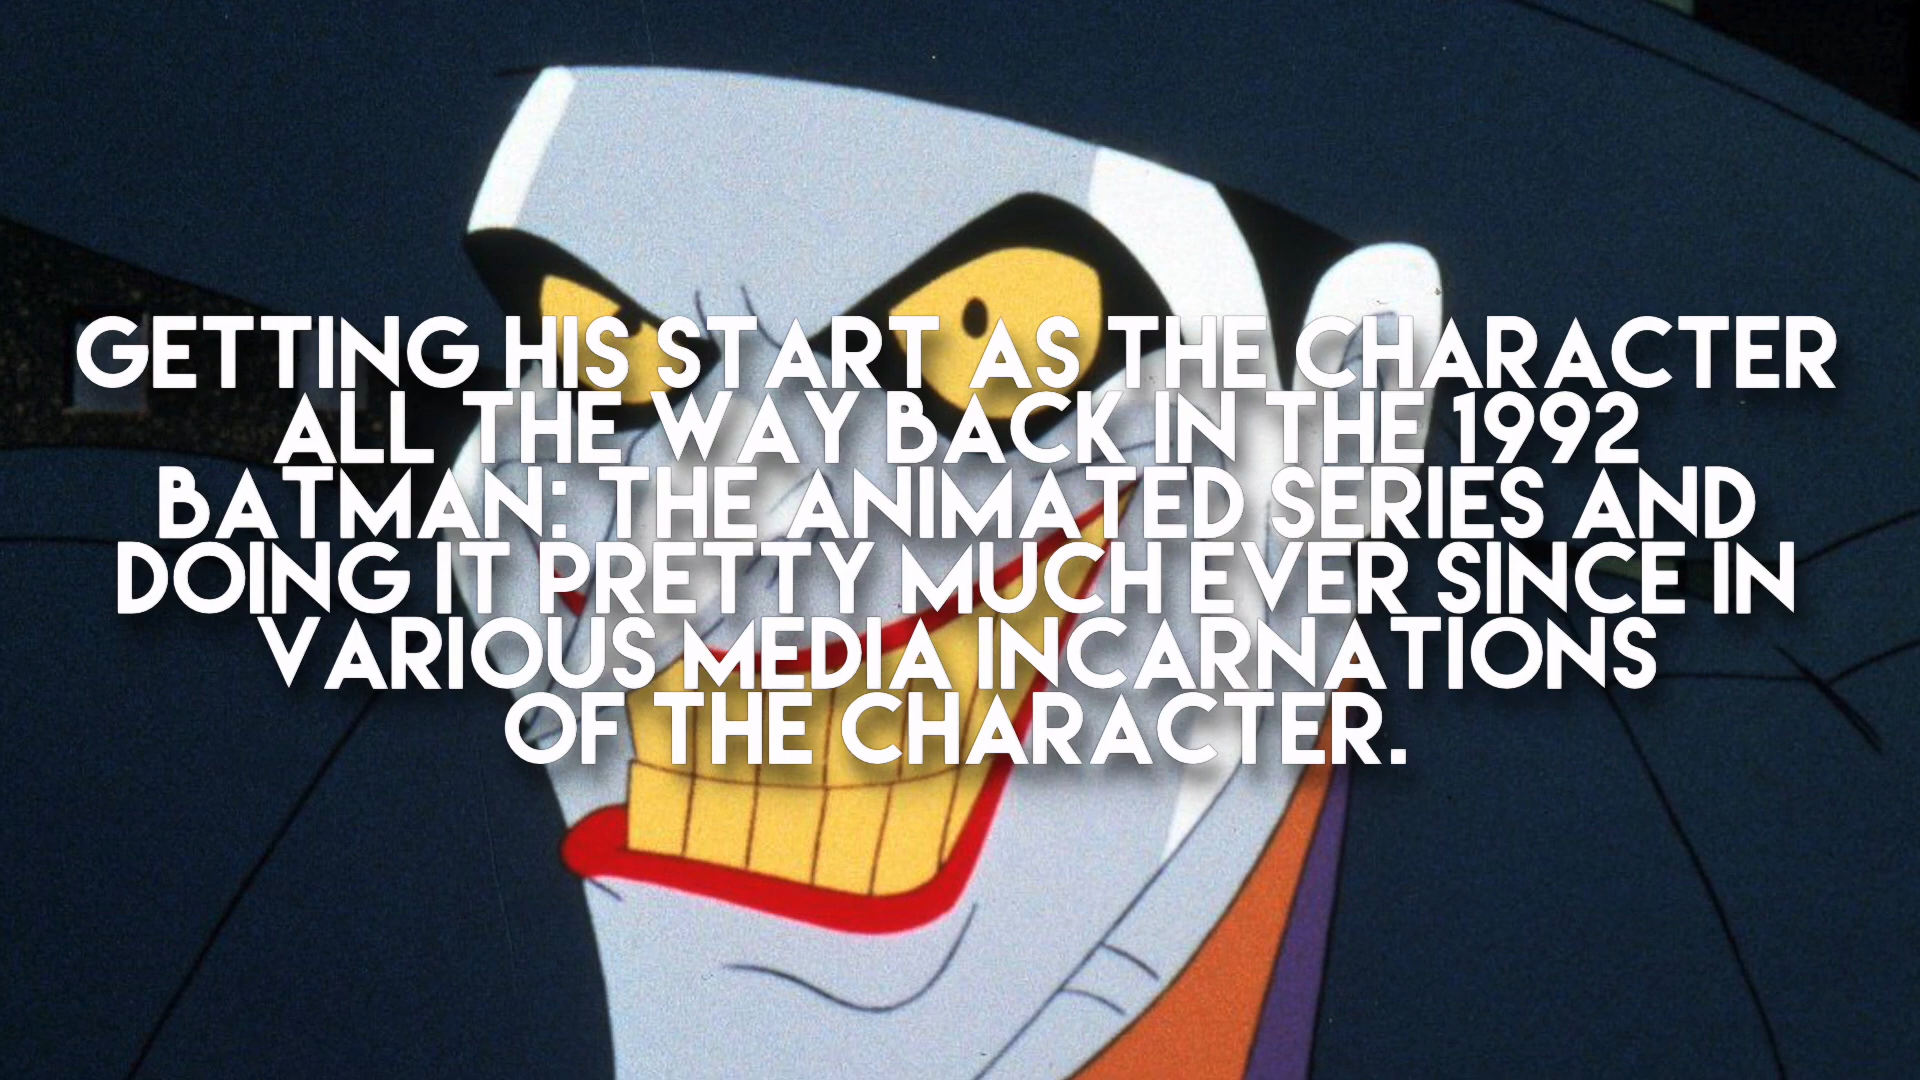 GETTING HIS START AS THE CHARACTER
ALL THE WAY BACK IN THE 1992
BATMAN: THE ANIMATED SERIES AND
DOING IT PRETTY MUCH EVER SINCE IN
VARIOUS MEDIA INCARNATIONS
OF THE CHARACTER.